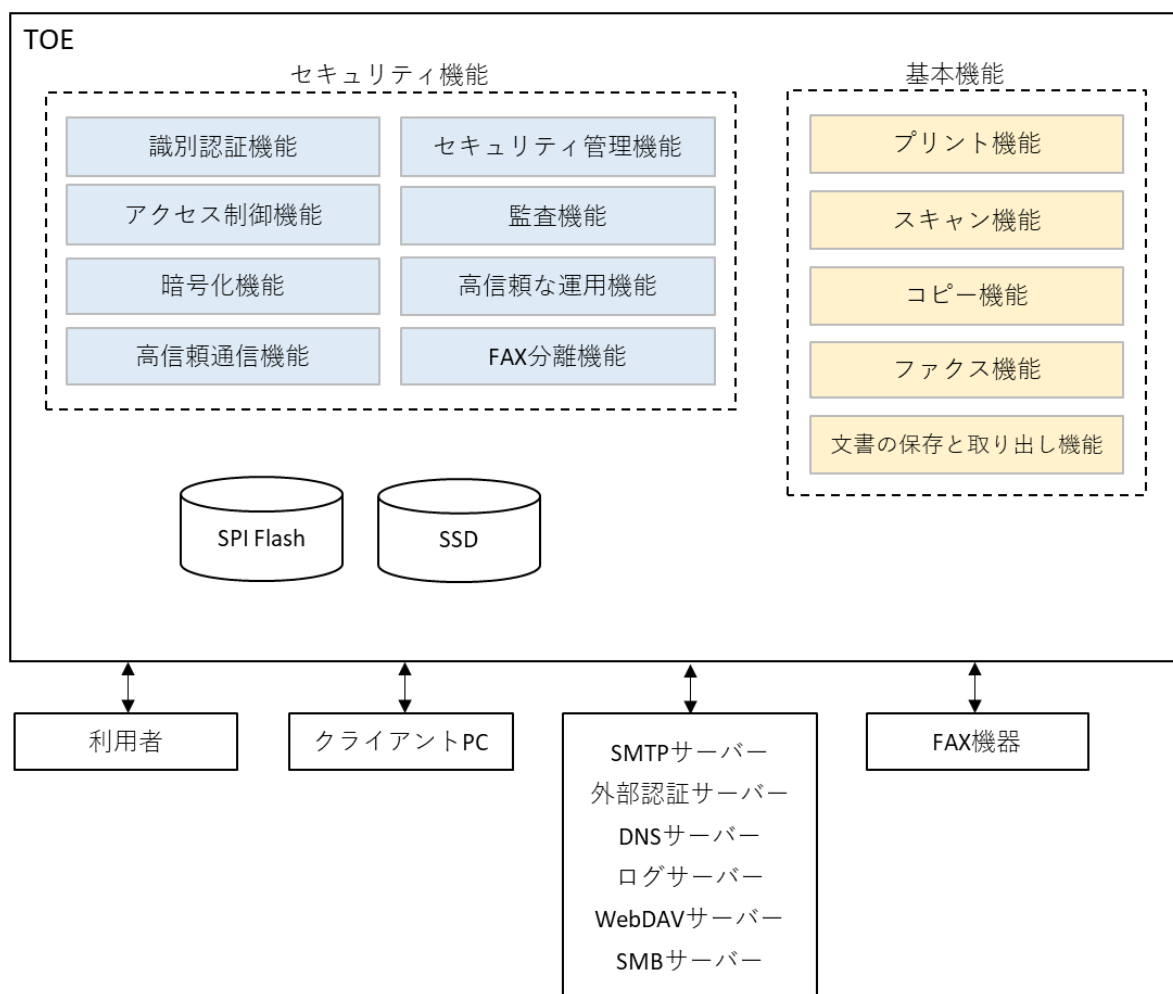 TOE
セキュリティ機能
基本機能
識別認証機能
セキュリティ管理機能
アクセス制御機能
監査機能
暗号化機能
高信頼な運用機能
高信頼通信機能
FAX分離機能
プリント機能
スキャン機能
コピー機能
ファクス機能
文書の保存と取り出し機能
SPI Flash
SSD
利用者
クライアントPC
SMTPサーバー
外部認証サーバー
DNSサーバー
ログサーバー
WebDAVサーバー
SMBサーバー
FAX機器